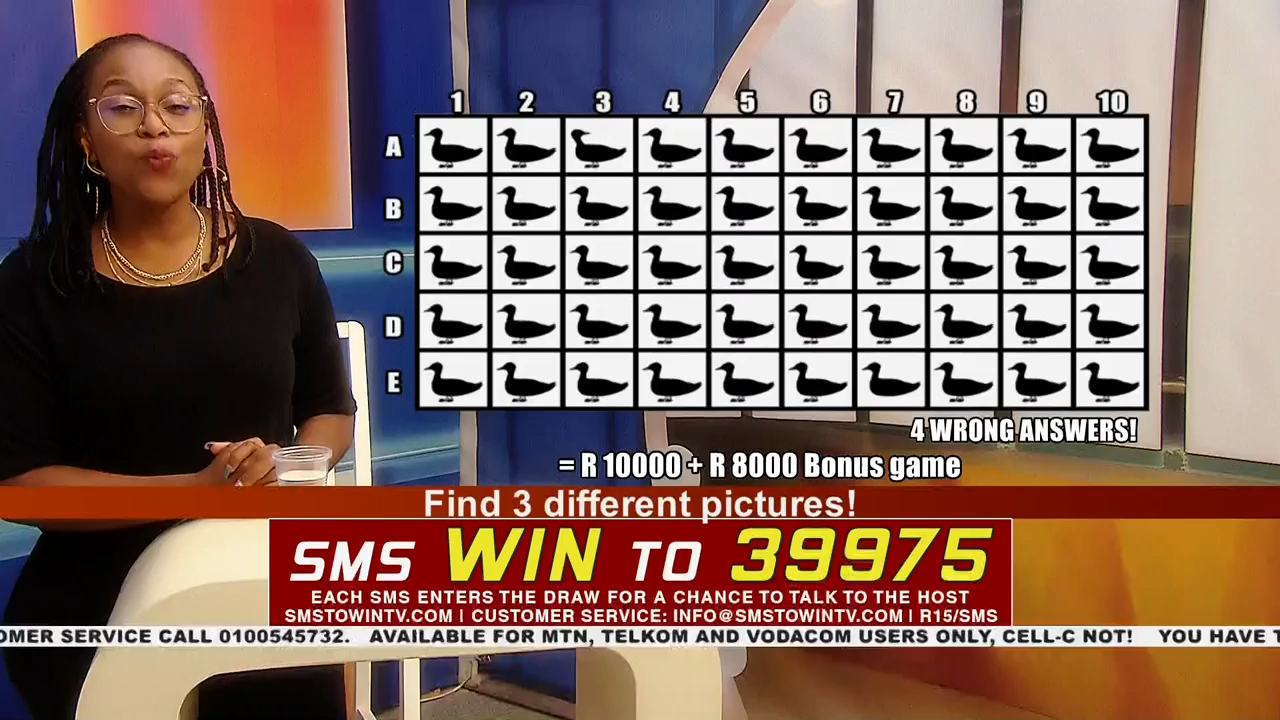 1 2 3 4 5 6 7 8 9 10
A
B
C
D
E
4 WRONG ANSWERS!
= R 10000 + R 8000 Bonus game
Find 3 different pictures!
SMS WIN TO 39975
EACH SMS ENTERS THE DRAW FOR A CHANCE TO TALK TO THE HOST
SMSTOWINTV.COM | CUSTOMER SERVICE: INFO@SMSTOWINTV.COM | R15/SMS
OMER SERVICE CALL 0100545732. AVAILABLE FOR MTN, TELKOM AND VODACOM USERS ONLY, CELL-C NOT! YOU HAVE T